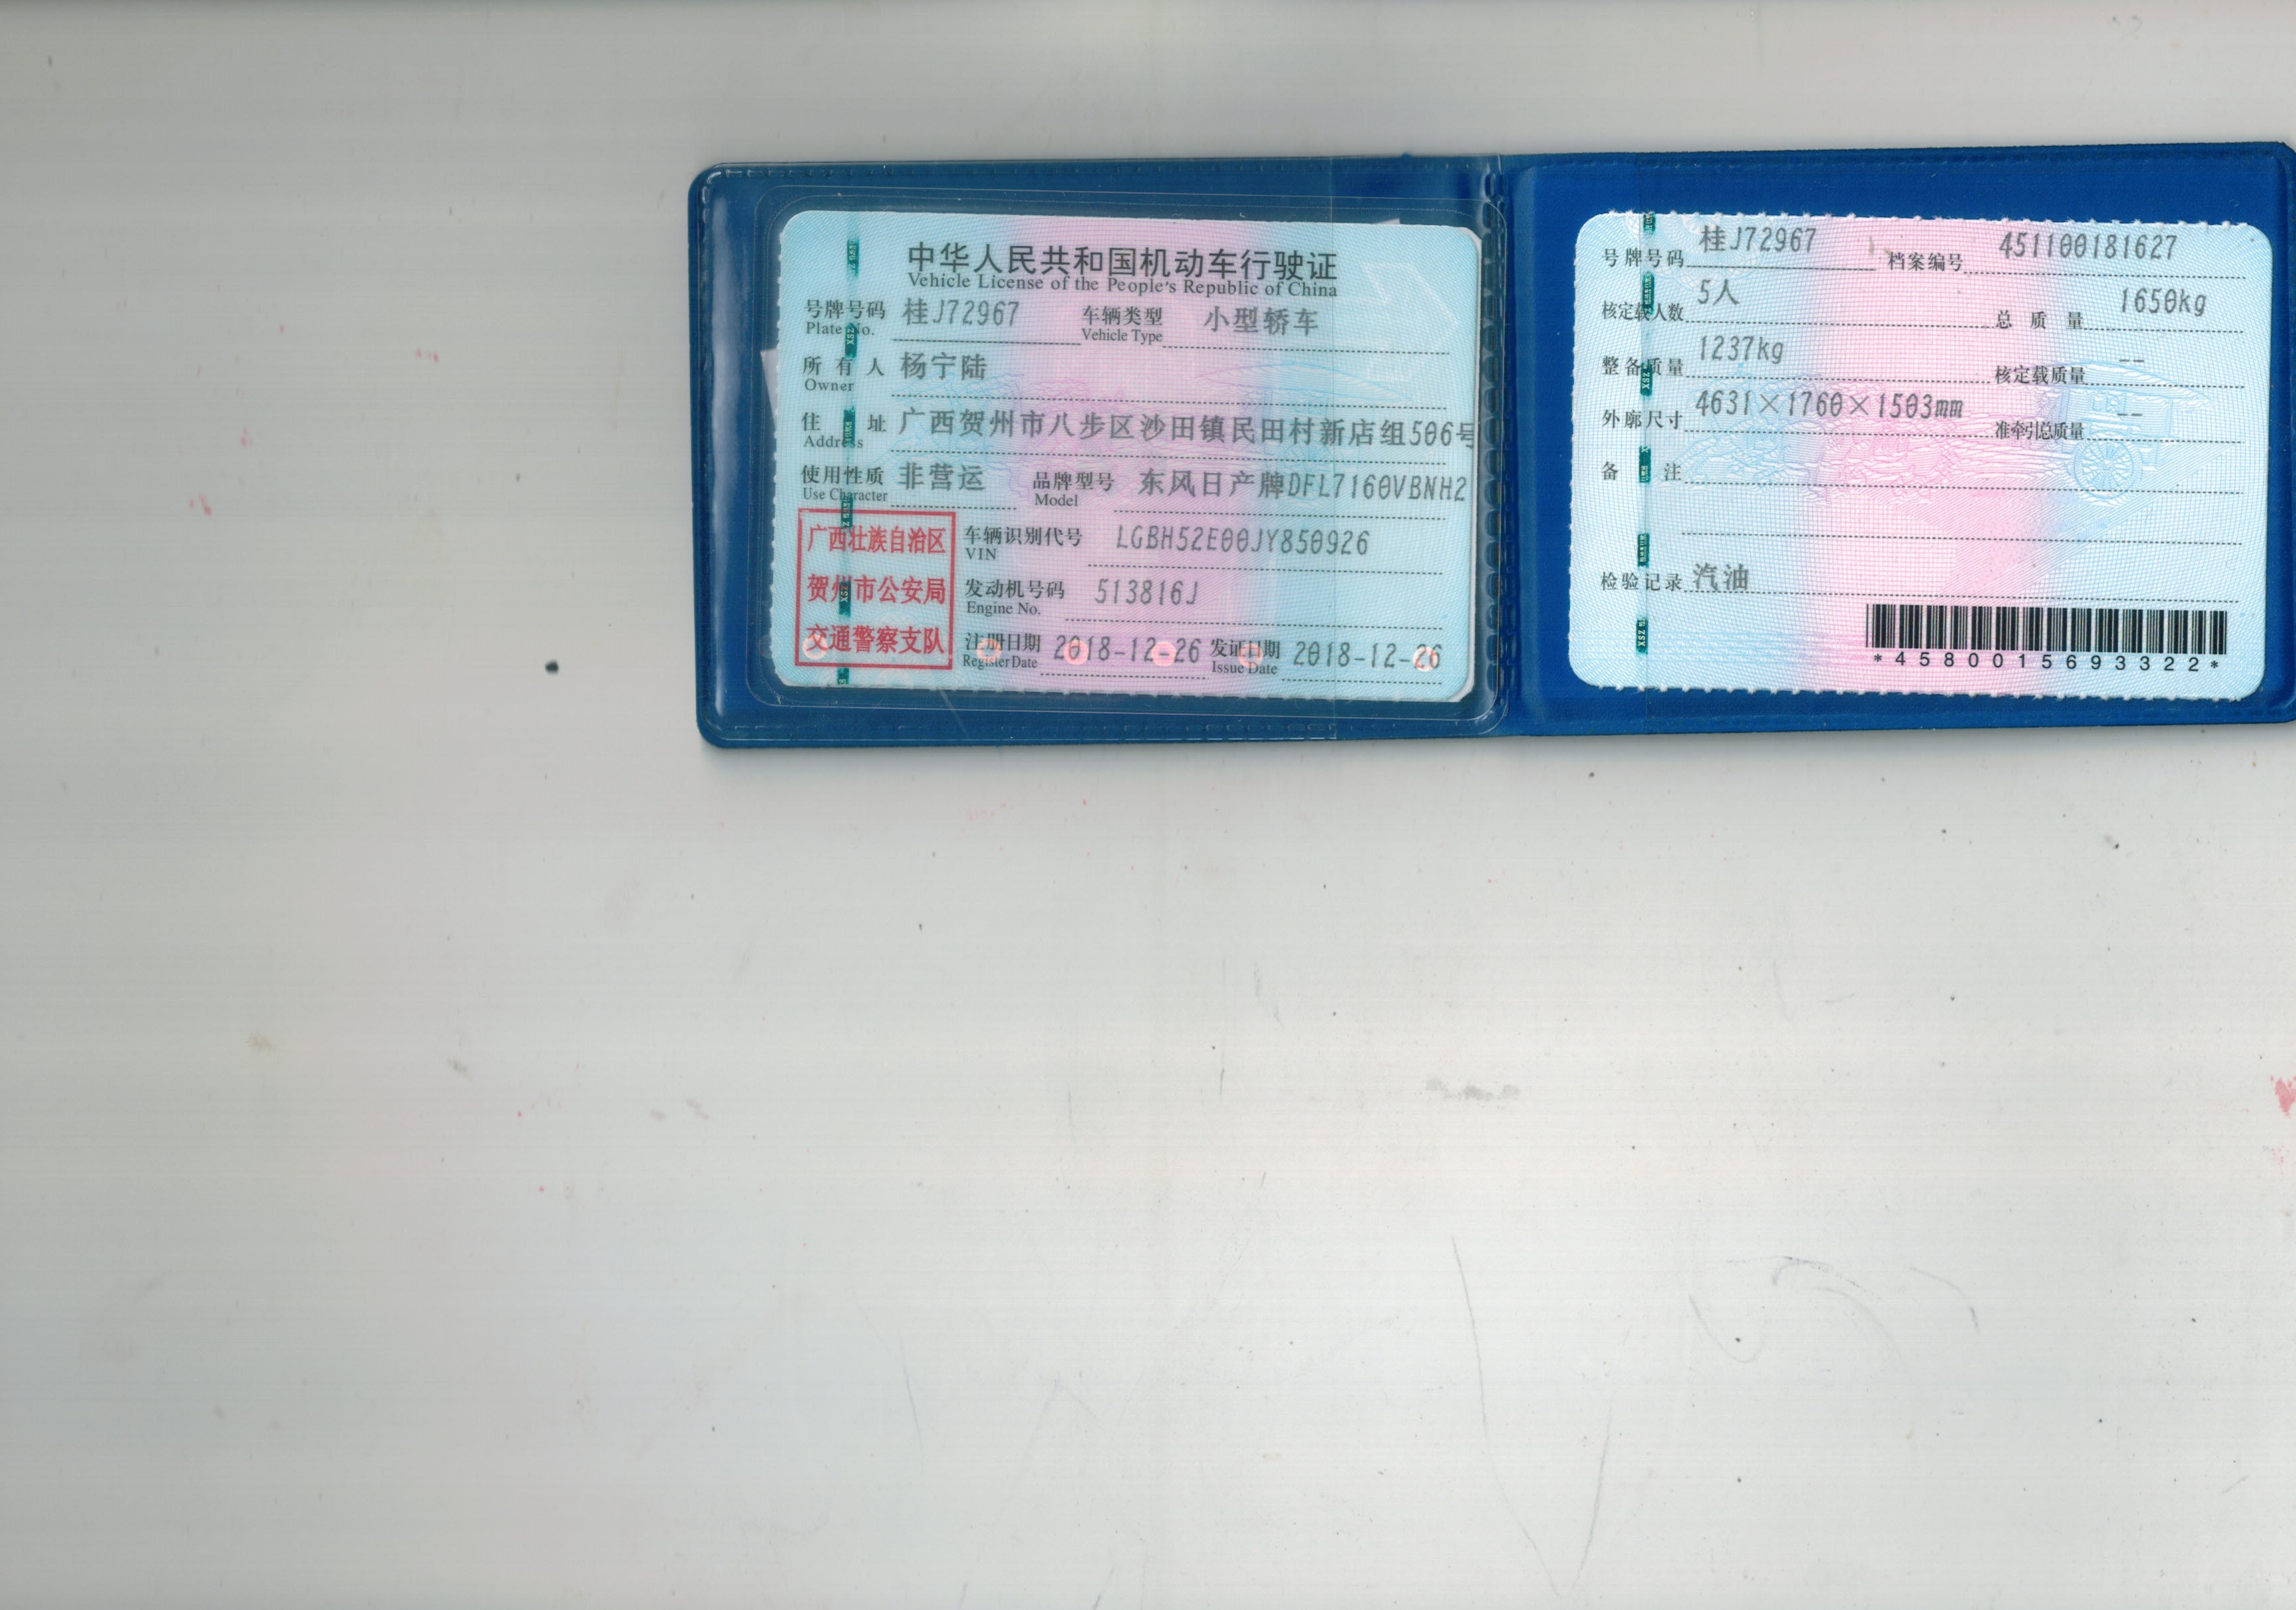 中华人民共和国机动车行驶证
Vehicle License of the People's Republic of China
号牌号码 桂J72967 车辆类型 小型轿车
Plate No. Vehicle Type
所有人 杨宁陆
Owner
住址 广西贺州市八步区沙田镇民田村新店组506号
Address
使用性质 非营运 品牌型号 东风日产牌DFL7160VBNH2
Use Character Model
广西壮族自治区
贺州市公安局
交通警察支队
车辆识别代号 LGBH52E00JY850926
VIN
发动机号码 513816J
Engine No.
注册日期 2018-12-26 发证日期 2018-12-26
Register Date Issue Date
号牌号码 桂J72967 档案编号 451100181627
核定载人数 5人 总质量 1650kg
整备质量 1237kg 核定载质量 --
外廓尺寸 4631×1760×1503mm 准牵引总质量 --
备注
检验记录 汽油
*4580015693322*